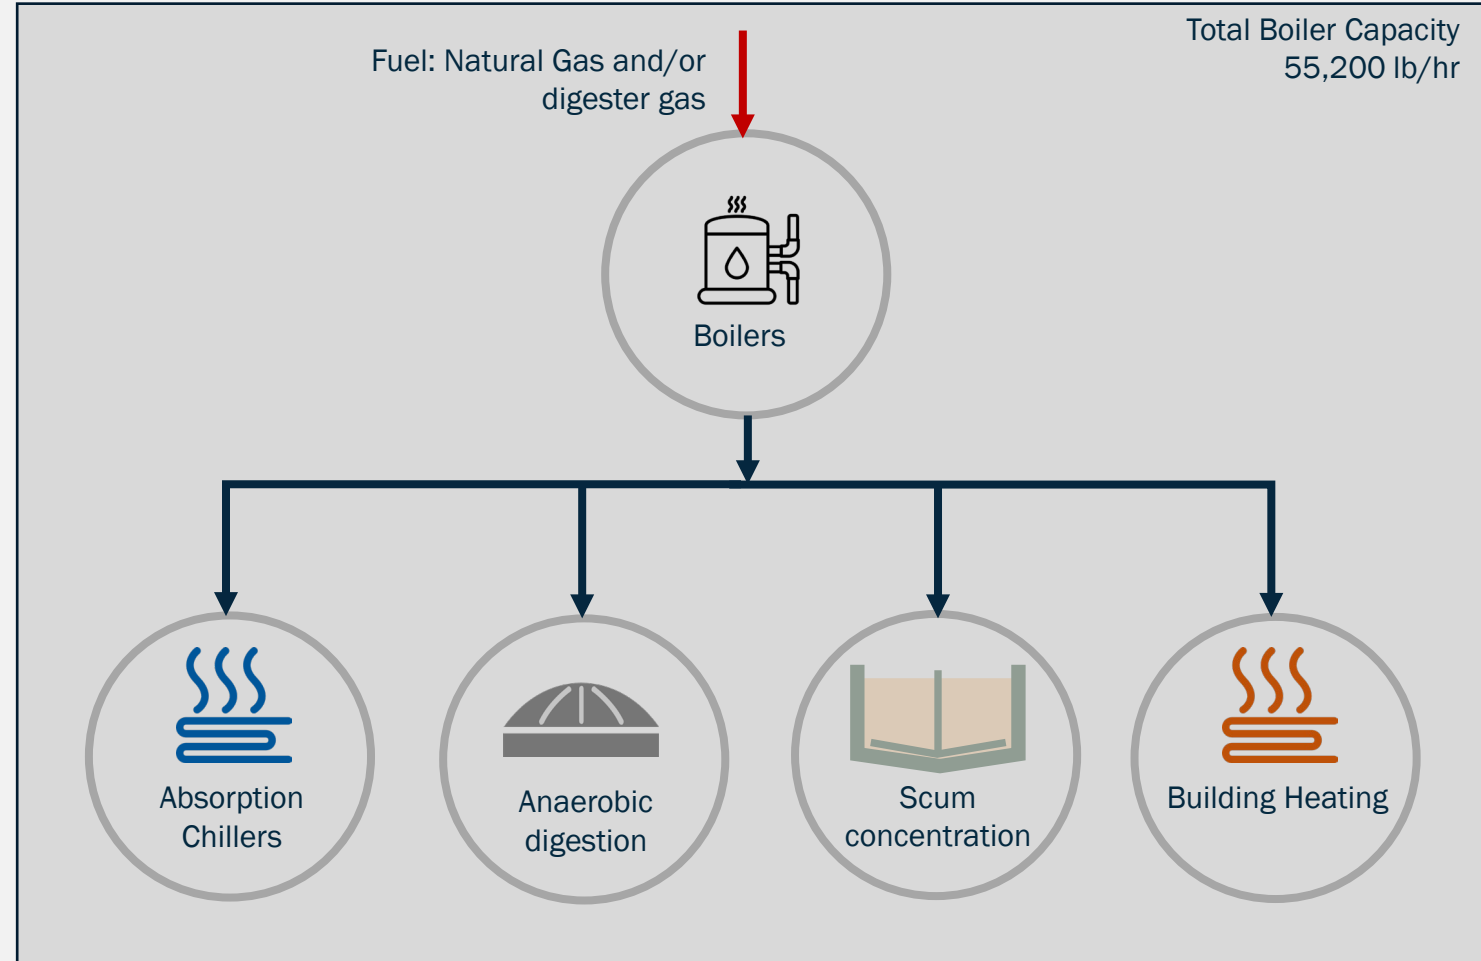 Total Boiler Capacity
55,200 lb/hr
Fuel: Natural Gas and/or
digester gas
Boilers
Absorption
Chillers
Anaerobic
digestion
Scum
concentration
Building Heating